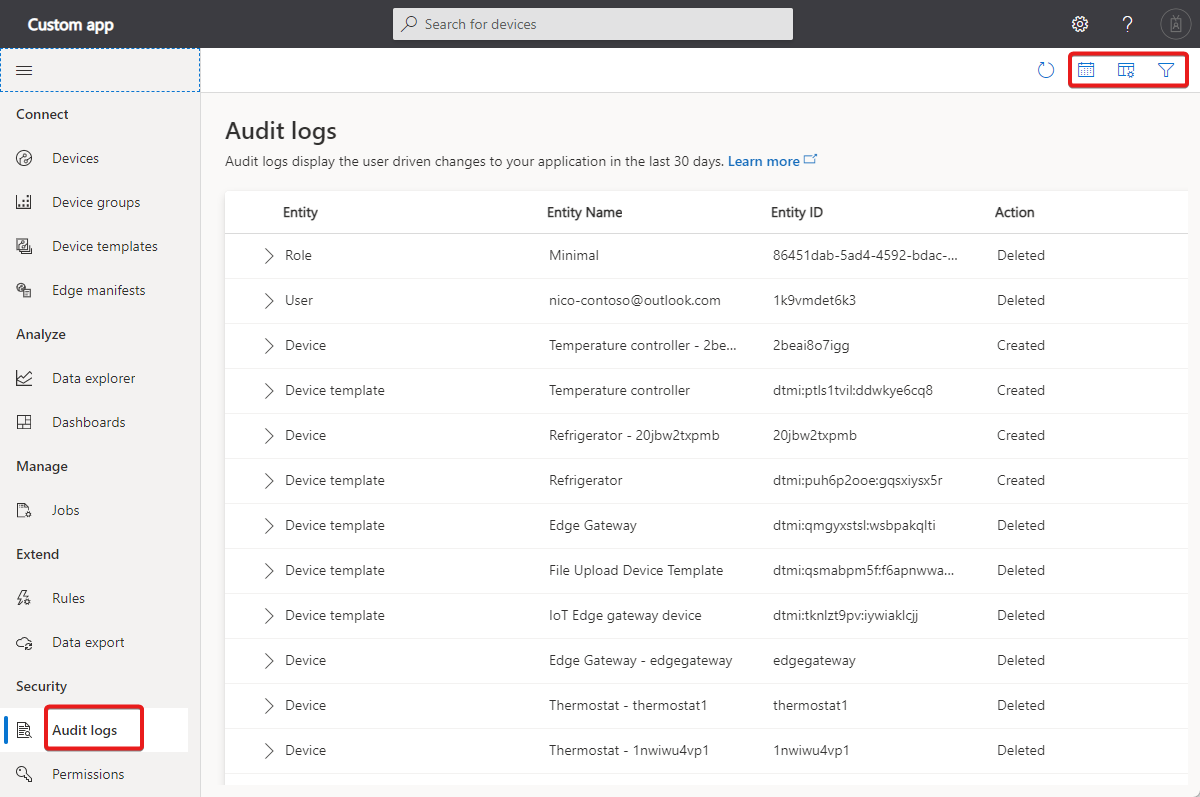 Custom app
Search for devices
Connect
Devices
Device groups
Device templates
Edge manifests
Analyze
Data explorer
Dashboards
Manage
Jobs
Extend
Rules
Data export
Security
Audit logs
Permissions
Audit logs
Audit logs display the user driven changes to your application in the last 30 days. Learn more
Entity Entity Name Entity ID Action
Role Minimal 86451dab-5ad4-4592-bdac-... Deleted
User nico-contoso@outlook.com 1k9vmdet6k3 Deleted
Device Temperature controller - 2be... 2beai8o7igg Created
Device template Temperature controller dtmi:ptls1tvil:ddwkye6cq8 Created
Device Refrigerator - 20jbw2txpmb 20jbw2txpmb Created
Device template Refrigerator dtmi:puh6p2ooe:gqsxiysx5r Created
Device template Edge Gateway dtmi:qmgyxstsl:wsbpakqlti Deleted
Device template File Upload Device Template dtmi:qsmabpm5f:f6apnwwa... Deleted
Device template IoT Edge gateway device dtmi:tknlzt9pv:iywiaklcjj Deleted
Device Edge Gateway - edgegateway edgegateway Deleted
Device Thermostat - thermostat1 thermostat1 Deleted
Device Thermostat - 1nwiwu4vp1 1nwiwu4vp1 Deleted